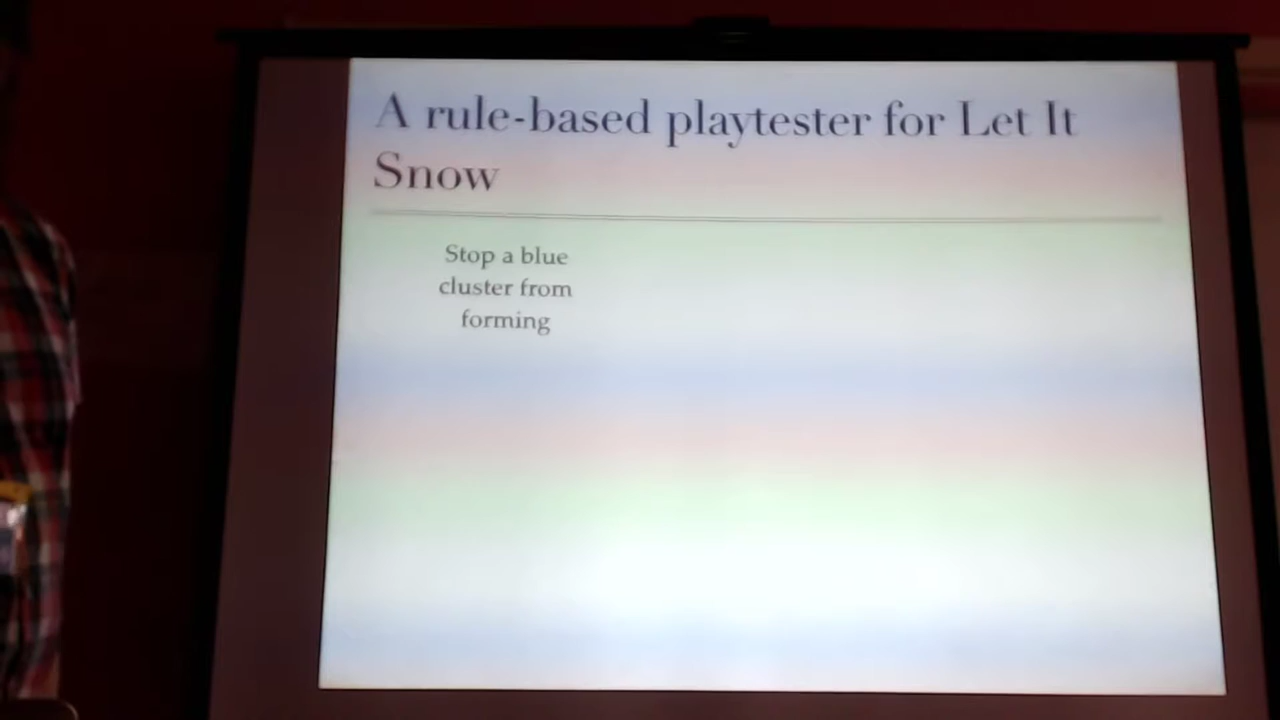 A rule-based playtester for Let It
Snow
Stop a blue
cluster from
forming